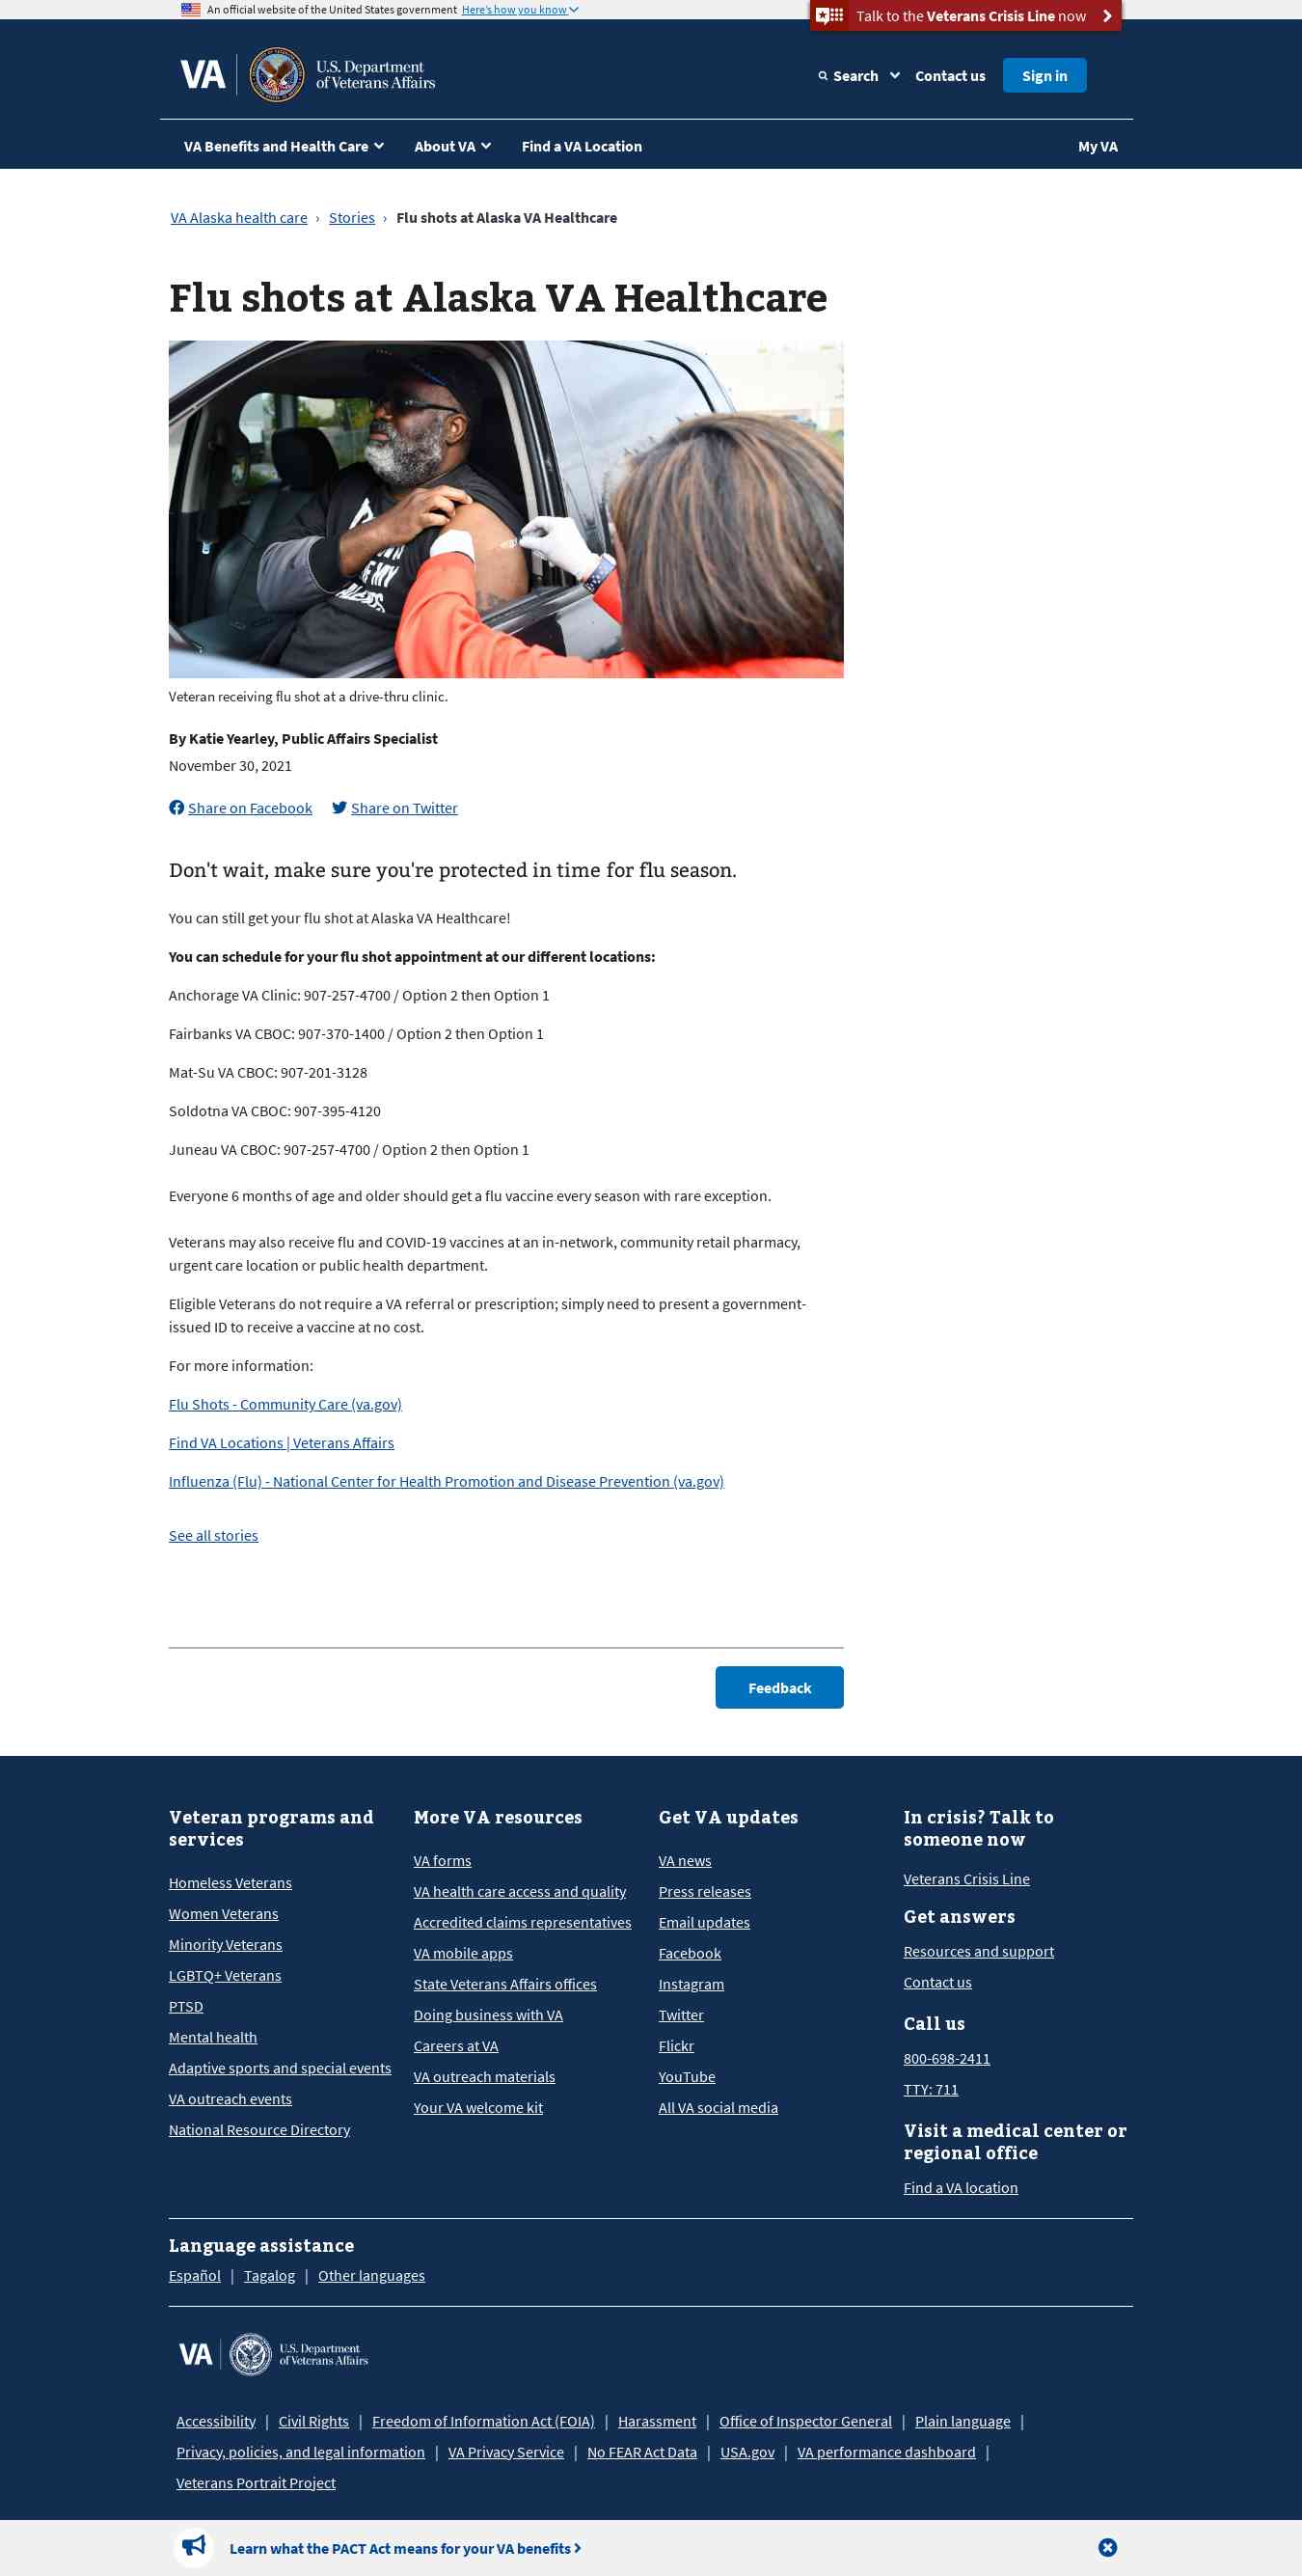 An official website of the United States government Here's how you know
Talk to the Veterans Crisis Line now
VA
U.S. Department
of Veterans Affairs
Search
Contact us
Sign in
VA Benefits and Health Care
About VA
Find a VA Location
My VA
VA Alaska health care › Stories › Flu shots at Alaska VA Healthcare
Flu shots at Alaska VA Healthcare
Veteran receiving flu shot at a drive-thru clinic.
By Katie Yearley, Public Affairs Specialist
November 30, 2021
Share on Facebook
Share on Twitter
Don't wait, make sure you're protected in time for flu season.
You can still get your flu shot at Alaska VA Healthcare!
You can schedule for your flu shot appointment at our different locations:
Anchorage VA Clinic: 907-257-4700 / Option 2 then Option 1
Fairbanks VA CBOC: 907-370-1400 / Option 2 then Option 1
Mat-Su VA CBOC: 907-201-3128
Soldotna VA CBOC: 907-395-4120
Juneau VA CBOC: 907-257-4700 / Option 2 then Option 1
Everyone 6 months of age and older should get a flu vaccine every season with rare exception.
Veterans may also receive flu and COVID-19 vaccines at an in-network, community retail pharmacy,
urgent care location or public health department.
Eligible Veterans do not require a VA referral or prescription; simply need to present a government-
issued ID to receive a vaccine at no cost.
For more information:
Flu Shots - Community Care (va.gov)
Find VA Locations | Veterans Affairs
Influenza (Flu) - National Center for Health Promotion and Disease Prevention (va.gov)
See all stories
Feedback
Veteran programs and
services
Homeless Veterans
Women Veterans
Minority Veterans
LGBTQ+ Veterans
PTSD
Mental health
Adaptive sports and special events
VA outreach events
National Resource Directory
More VA resources
VA forms
VA health care access and quality
Accredited claims representatives
VA mobile apps
State Veterans Affairs offices
Doing business with VA
Careers at VA
VA outreach materials
Your VA welcome kit
Get VA updates
VA news
Press releases
Email updates
Facebook
Instagram
Twitter
Flickr
YouTube
All VA social media
In crisis? Talk to
someone now
Veterans Crisis Line
Get answers
Resources and support
Contact us
Call us
800-698-2411
TTY: 711
Visit a medical center or
regional office
Find a VA location
Language assistance
Español | Tagalog | Other languages
VA
U.S. Department
of Veterans Affairs
Accessibility | Civil Rights | Freedom of Information Act (FOIA) | Harassment | Office of Inspector General | Plain language |
Privacy, policies, and legal information | VA Privacy Service | No FEAR Act Data | USA.gov | VA performance dashboard |
Veterans Portrait Project
Learn what the PACT Act means for your VA benefits